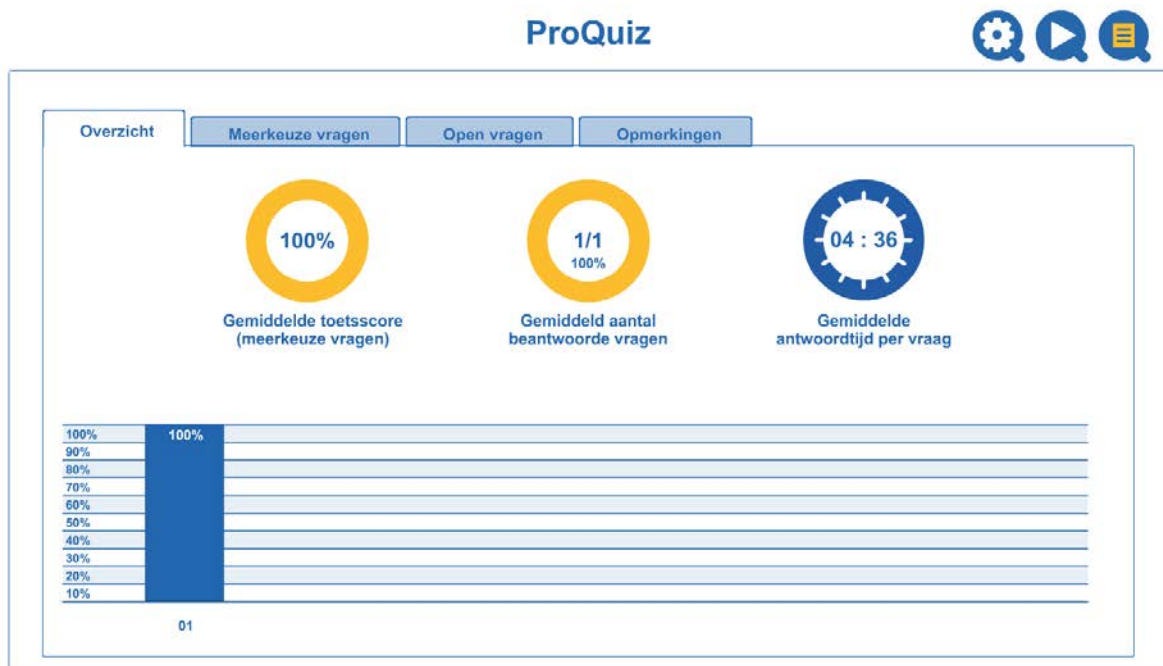 ProQuiz
Overzicht
Meerkeuze vragen
Open vragen
Opmerkingen
100%
Gemiddelde toetsscore
(meerkeuze vragen)
1/1
100%
Gemiddeld aantal
beantwoorde vragen
04 : 36
Gemiddelde
antwoordtijd per vraag
100%
90%
80%
70%
60%
50%
40%
30%
20%
10%
100%
01